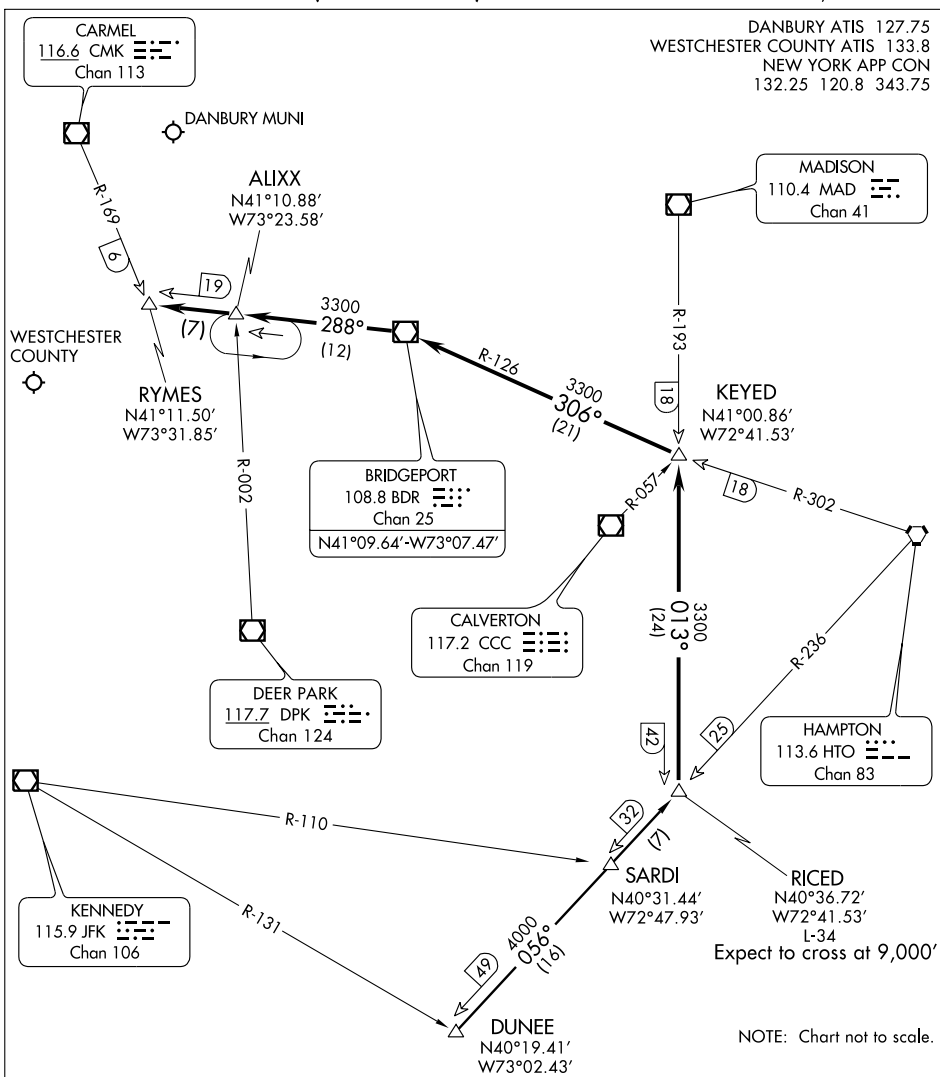 CARMEL
116.6 CMK
Chan 113
DANBURY ATIS 127.75
WESTCHESTER COUNTY ATIS 133.8
NEW YORK APP CON
132.25 120.8 343.75
DANBURY MUNI
ALIXX
N41°10.88'
W73°23.58'
MADISON
110.4 MAD
Chan 41
R-169
6
19
(7)
3300
288°
(12)
R-126
3300
306°
(21)
R-193
18
WESTCHESTER
COUNTY
RYMES
N41°11.50'
W73°31.85'
KEYED
N41°00.86'
W72°41.53'
BRIDGEPORT
108.8 BDR
Chan 25
N41°09.64'-W73°07.47'
R-002
R-057
18
R-302
CALVERTON
117.2 CCC
Chan 119
3300
013°
(24)
R-236
DEER PARK
117.7 DPK
Chan 124
HAMPTON
113.6 HTO
Chan 83
42
25
R-110
32
(7)
SARDI
N40°31.44'
W72°47.93'
RICED
N40°36.72'
W72°41.53'
L-34
Expect to cross at 9,000'
KENNEDY
115.9 JFK
Chan 106
R-131
4000
056°
(16)
49
DUNEE
N40°19.41'
W73°02.43'
NOTE: Chart not to scale.